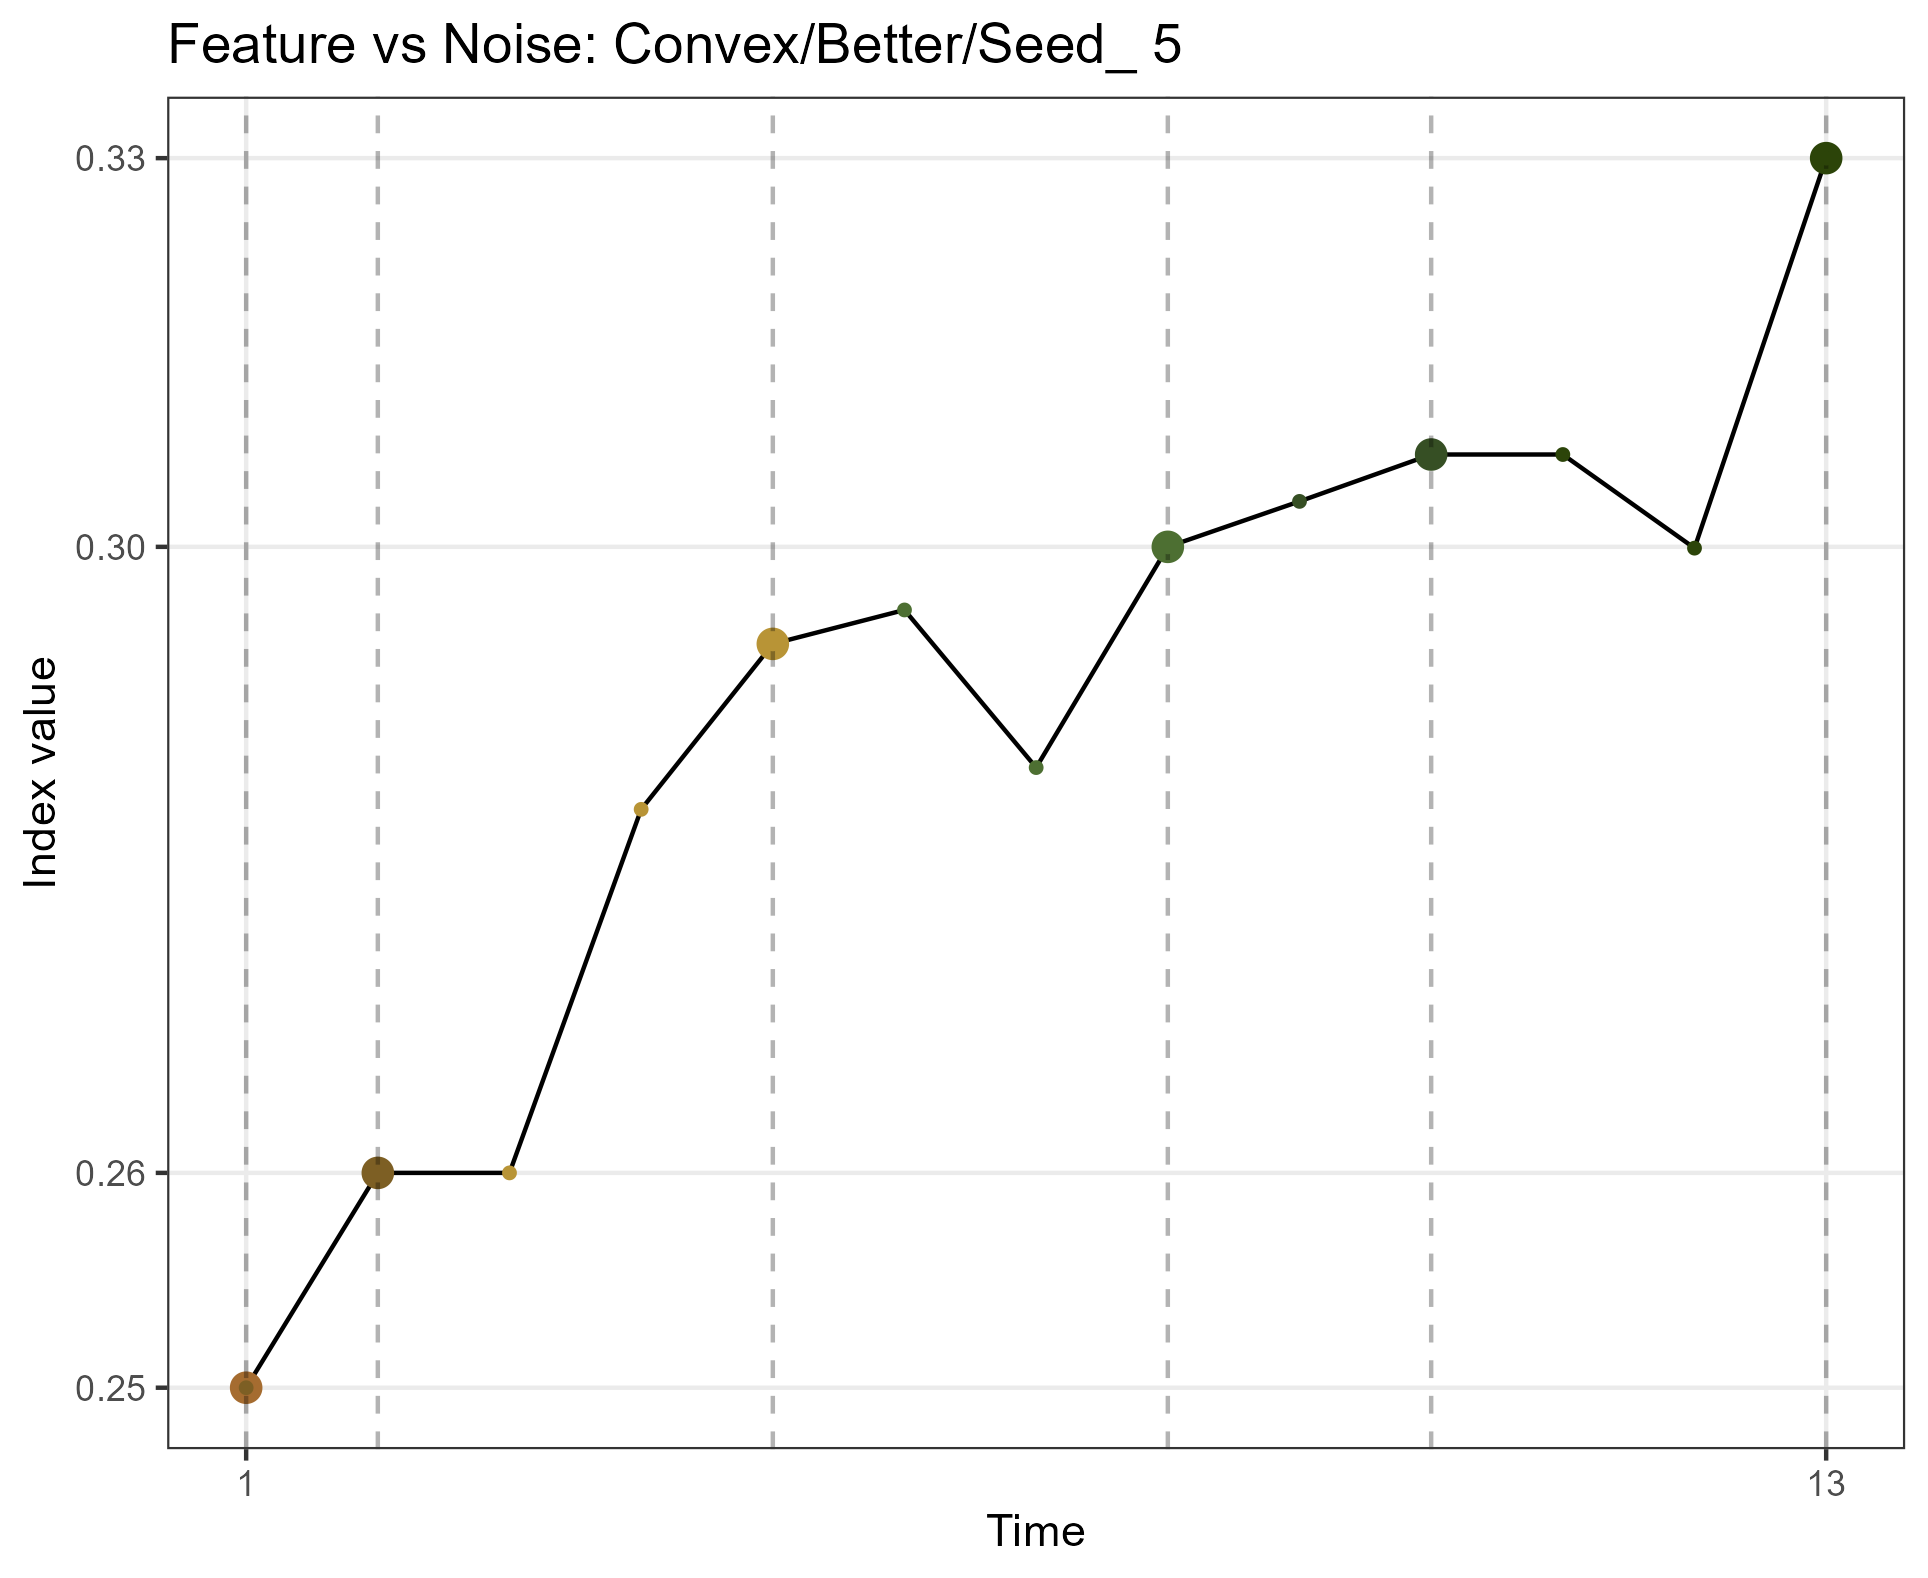 Feature vs Noise: Convex/Better/Seed_ 5
0.33
0.30
0.26
0.25
Index value
1
13
Time